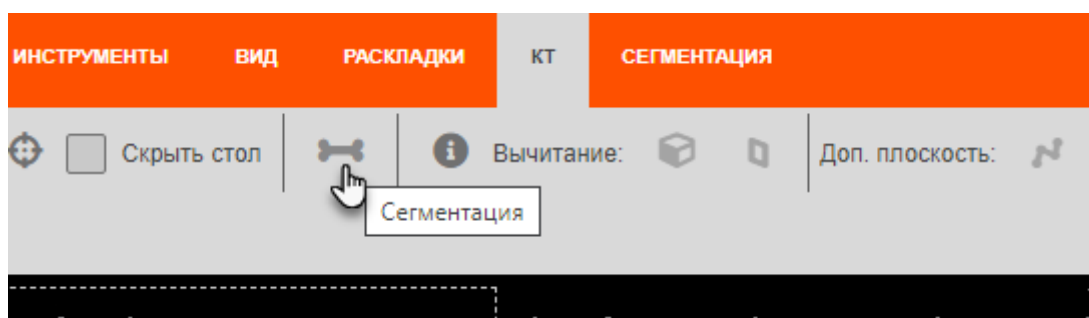 ИНСТРУМЕНТЫ ВИД РАСКЛАДКИ КТ СЕГМЕНТАЦИЯ
Скрыть стол Вычитание: Доп. плоскость:
Сегментация